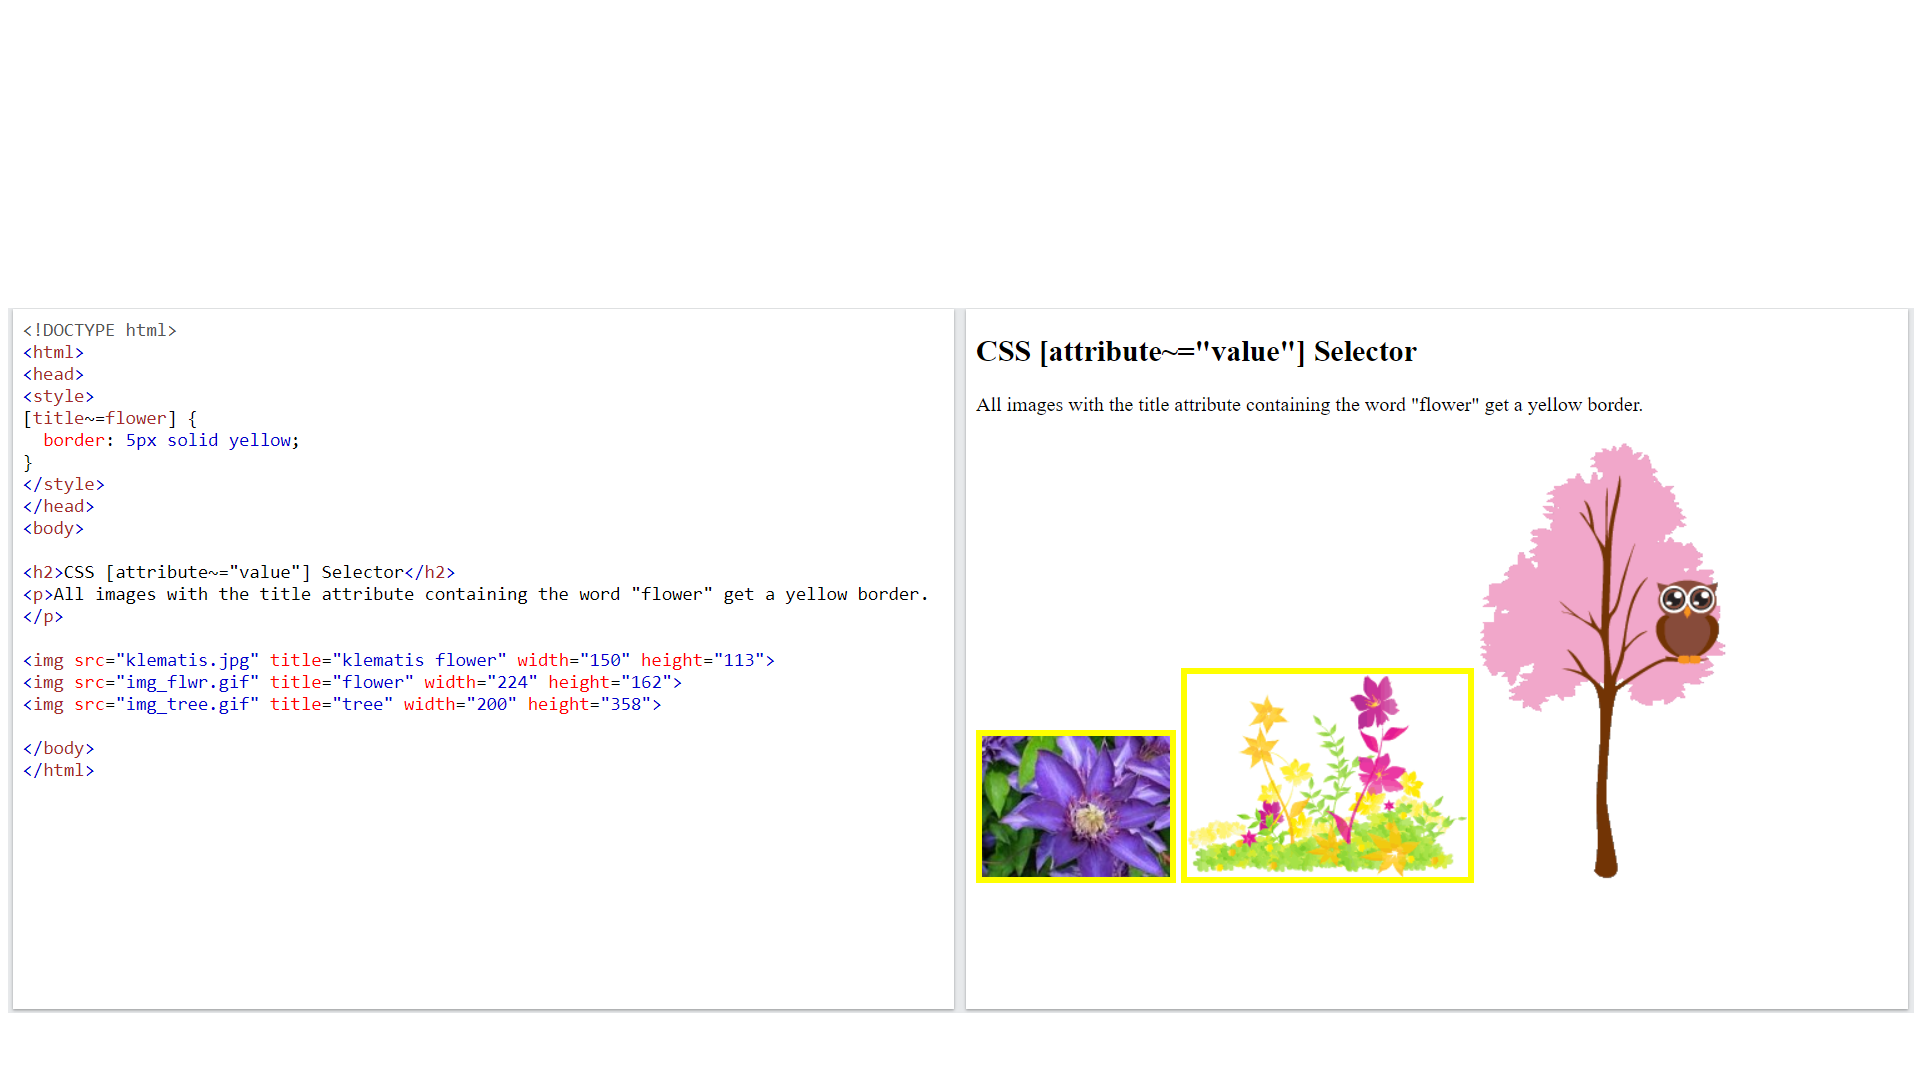 <!DOCTYPE html>
<html>
<head>
<style>
[title~=flower] {
  border: 5px solid yellow;
}
</style>
</head>
<body>
<h2>CSS [attribute~="value"] Selector</h2>
<p>All images with the title attribute containing the word "flower" get a yellow border.
</p>
<img src="klematis.jpg" title="klematis flower" width="150" height="113">
<img src="img_flwr.gif" title="flower" width="224" height="162">
<img src="img_tree.gif" title="tree" width="200" height="358">
</body>
</html>
CSS [attribute~="value"] Selector
All images with the title attribute containing the word "flower" get a yellow border.